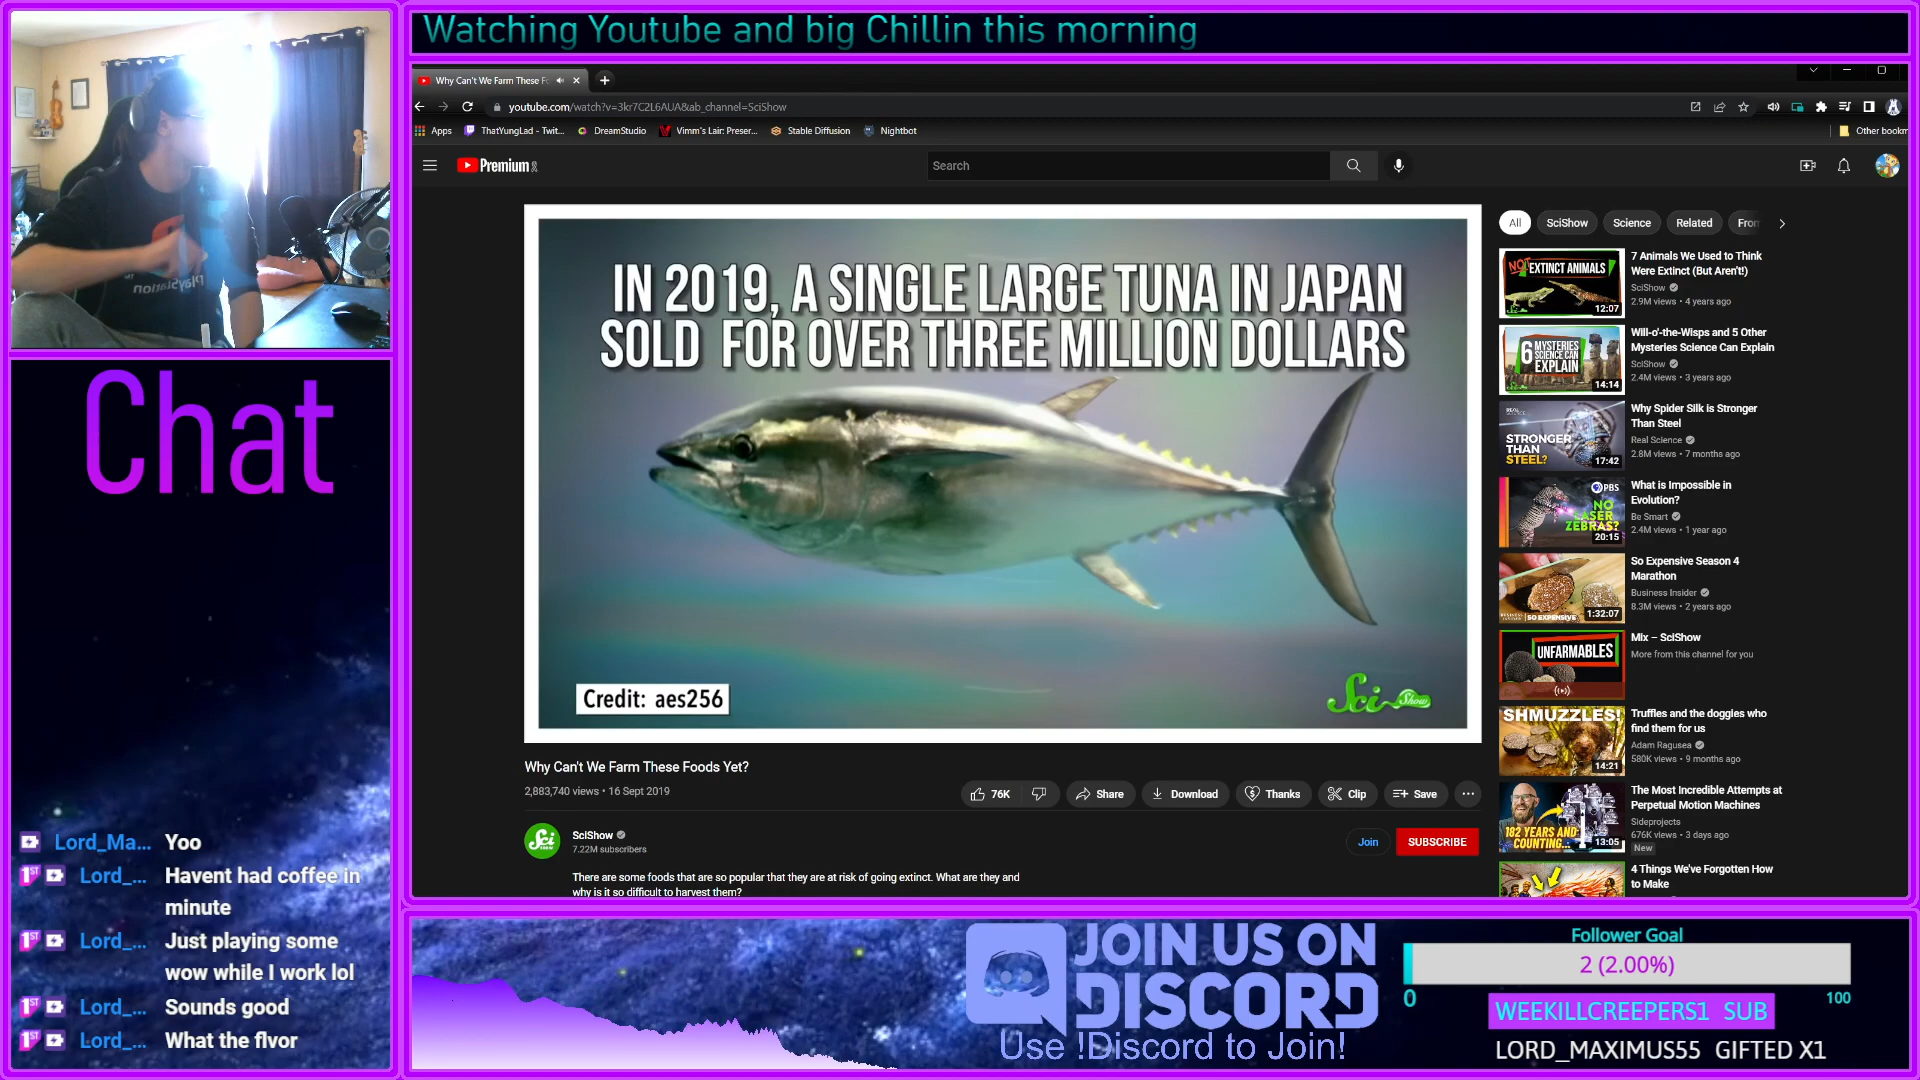 Watching Youtube and big Chillin this morning
Why Can't We Farm These Fo
youtube.com/watch?v=3kr7C2L6AUA&ab_channel=SciShow
Apps
ThatYungLad - Twit...
DreamStudio
Vimm's Lair: Preser...
Stable Diffusion
Nightbot
Other bookm
Premium
Search
IN 2019, A SINGLE LARGE TUNA IN JAPAN
SOLD FOR OVER THREE MILLION DOLLARS
Credit: aes256
Sci Show
Why Can't We Farm These Foods Yet?
2,883,740 views • 16 Sept 2019
76K
Share
Download
Thanks
Clip
Save
SciShow
7.22M subscribers
Join
SUBSCRIBE
There are some foods that are so popular that they are at risk of going extinct. What are they and
why is it so difficult to harvest them?
All
SciShow
Science
Related
From
NOT EXTINCT ANIMALS
12:07
7 Animals We Used to Think
Were Extinct (But Aren't!)
SciShow
2.9M views • 4 years ago
6 MYSTERIES
SCIENCE CAN
EXPLAIN
14:14
Will-o'-the-Wisps and 5 Other
Mysteries Science Can Explain
SciShow
2.4M views • 3 years ago
STRONGER
THAN
STEEL?
17:42
Why Spider Silk is Stronger
Than Steel
Real Science
2.8M views • 7 months ago
PBS
NO
LASER
ZEBRAS?
20:15
What is Impossible in
Evolution?
Be Smart
2.4M views • 1 year ago
SO EXPENSIVE
1:32:07
So Expensive Season 4
Marathon
Business Insider
8.3M views • 2 years ago
UNFARMABLES
Mix – SciShow
More from this channel for you
SHMUZZLES!
14:21
Truffles and the doggies who
find them for us
Adam Ragusea
580K views • 9 months ago
182 YEARS AND
COUNTING...
13:05
The Most Incredible Attempts at
Perpetual Motion Machines
Sideprojects
676K views • 3 days ago
New
4 Things We've Forgotten How
to Make
Chat
Lord_Ma... Yoo
1ST Lord_... Havent had coffee in
minute
1ST Lord_... Just playing some
wow while I work lol
1ST Lord_... Sounds good
1ST Lord_... What the flvor
JOIN US ON
DISCORD
Use !Discord to Join!
Follower Goal
2 (2.00%)
0
100
WEEKILLCREEPERS1 SUB
LORD_MAXIMUS55 GIFTED X1